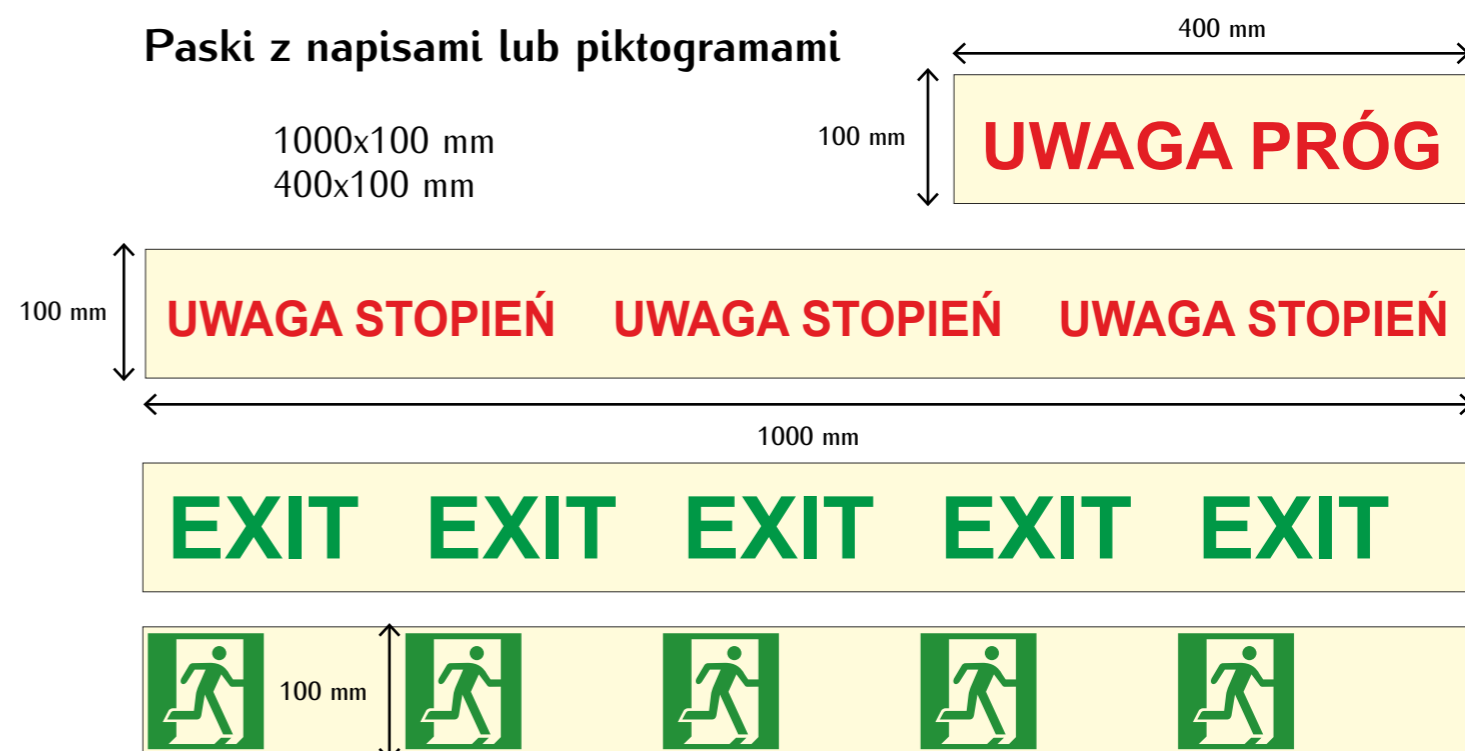 Paski z napisami lub piktogramami
400 mm
1000x100 mm
400x100 mm
100 mm
UWAGA PRÓG
100 mm
UWAGA STOPIEŃ UWAGA STOPIEŃ UWAGA STOPIEŃ
1000 mm
EXIT EXIT EXIT EXIT EXIT
100 mm